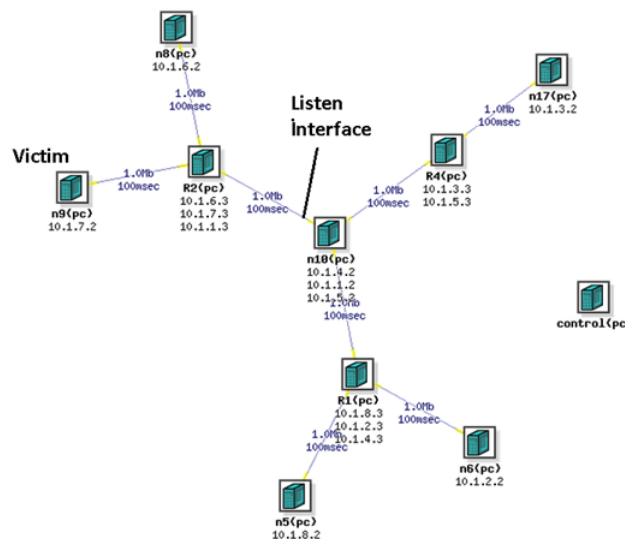 n8(pc)
10.1.6.2
1.0Mb
100msec
Listen
İnterface
n17(pc)
10.1.3.2
1.0Mb
100msec
Victim
n9(pc)
10.1.7.2
1.0Mb
100msec
R2(pc)
10.1.6.3
10.1.7.3
10.1.1.3
1.0Mb
100msec
R4(pc)
10.1.3.3
10.1.5.3
1.0Mb
100msec
n10(pc)
10.1.4.2
10.1.1.2
10.1.5.2
1.0Mb
100msec
control(pc
R1(pc)
10.1.8.3
10.1.2.3
10.1.4.3
1.0Mb
100msec
n6(pc)
10.1.2.2
1.0Mb
100msec
n5(pc)
10.1.8.2